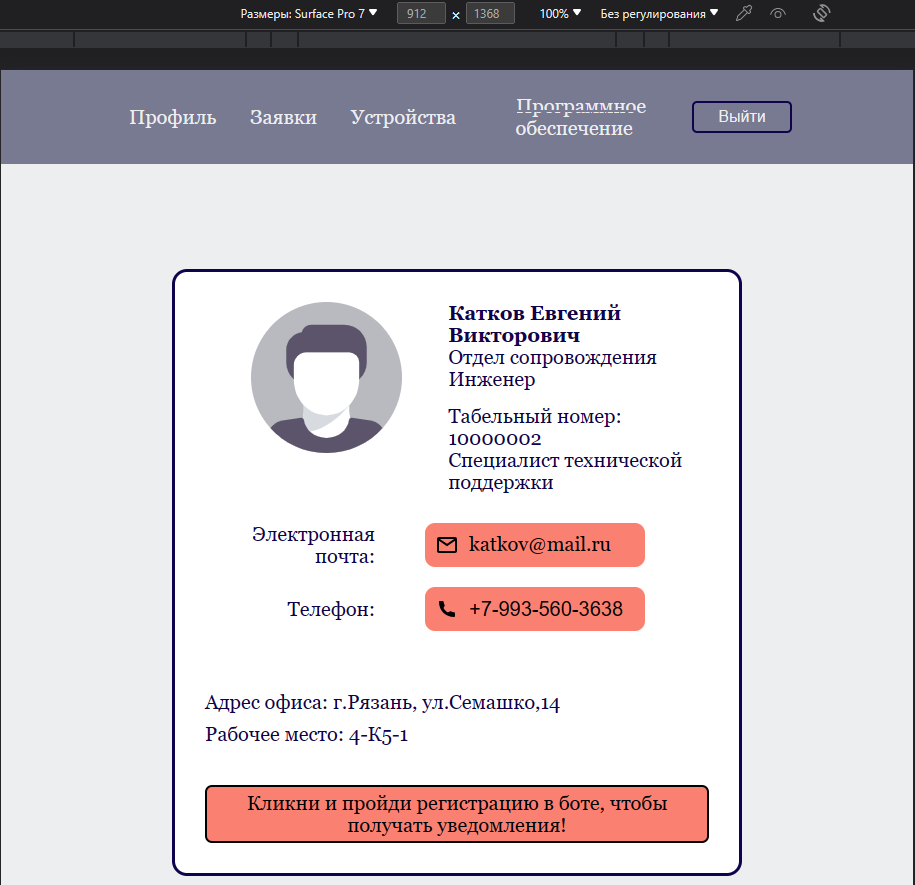 Размеры: Surface Pro 7 912 × 1368 100% Без регулирования
Профиль Заявки Устройства Программное обеспечение Выйти
Катков Евгений
Викторович
Отдел сопровождения
Инженер
Табельный номер:
10000002
Специалист технической
поддержки
Электронная
почта:
katkov@mail.ru
Телефон:
+7-993-560-3638
Адрес офиса: г.Рязань, ул.Семашко,14
Рабочее место: 4-К5-1
Кликни и пройди регистрацию в боте, чтобы
получать уведомления!